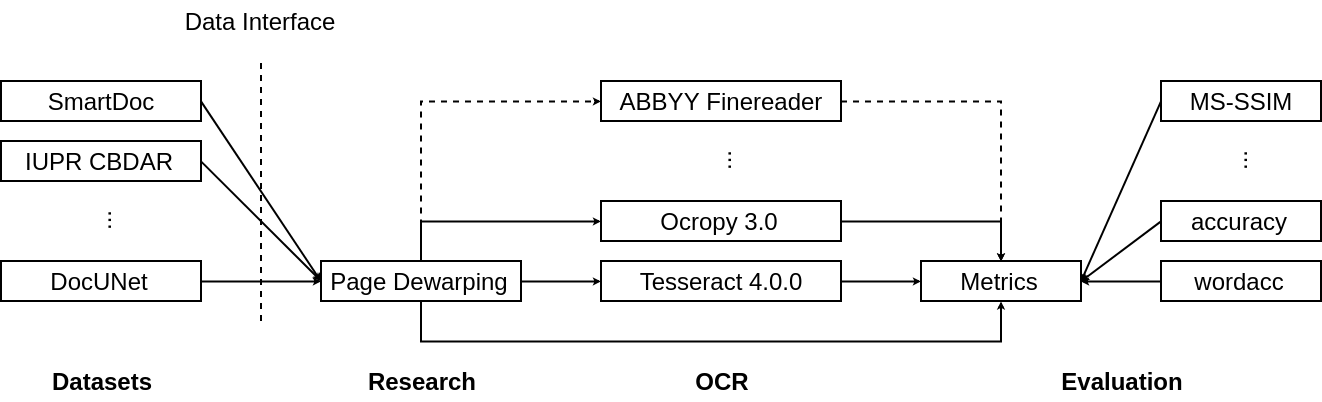 Data Interface
SmartDoc
ABBYY Finereader
MS-SSIM
IUPR CBDAR
...
...
...
Ocropy 3.0
accuracy
DocUNet
Page Dewarping
Tesseract 4.0.0
Metrics
wordacc
Datasets
Research
OCR
Evaluation